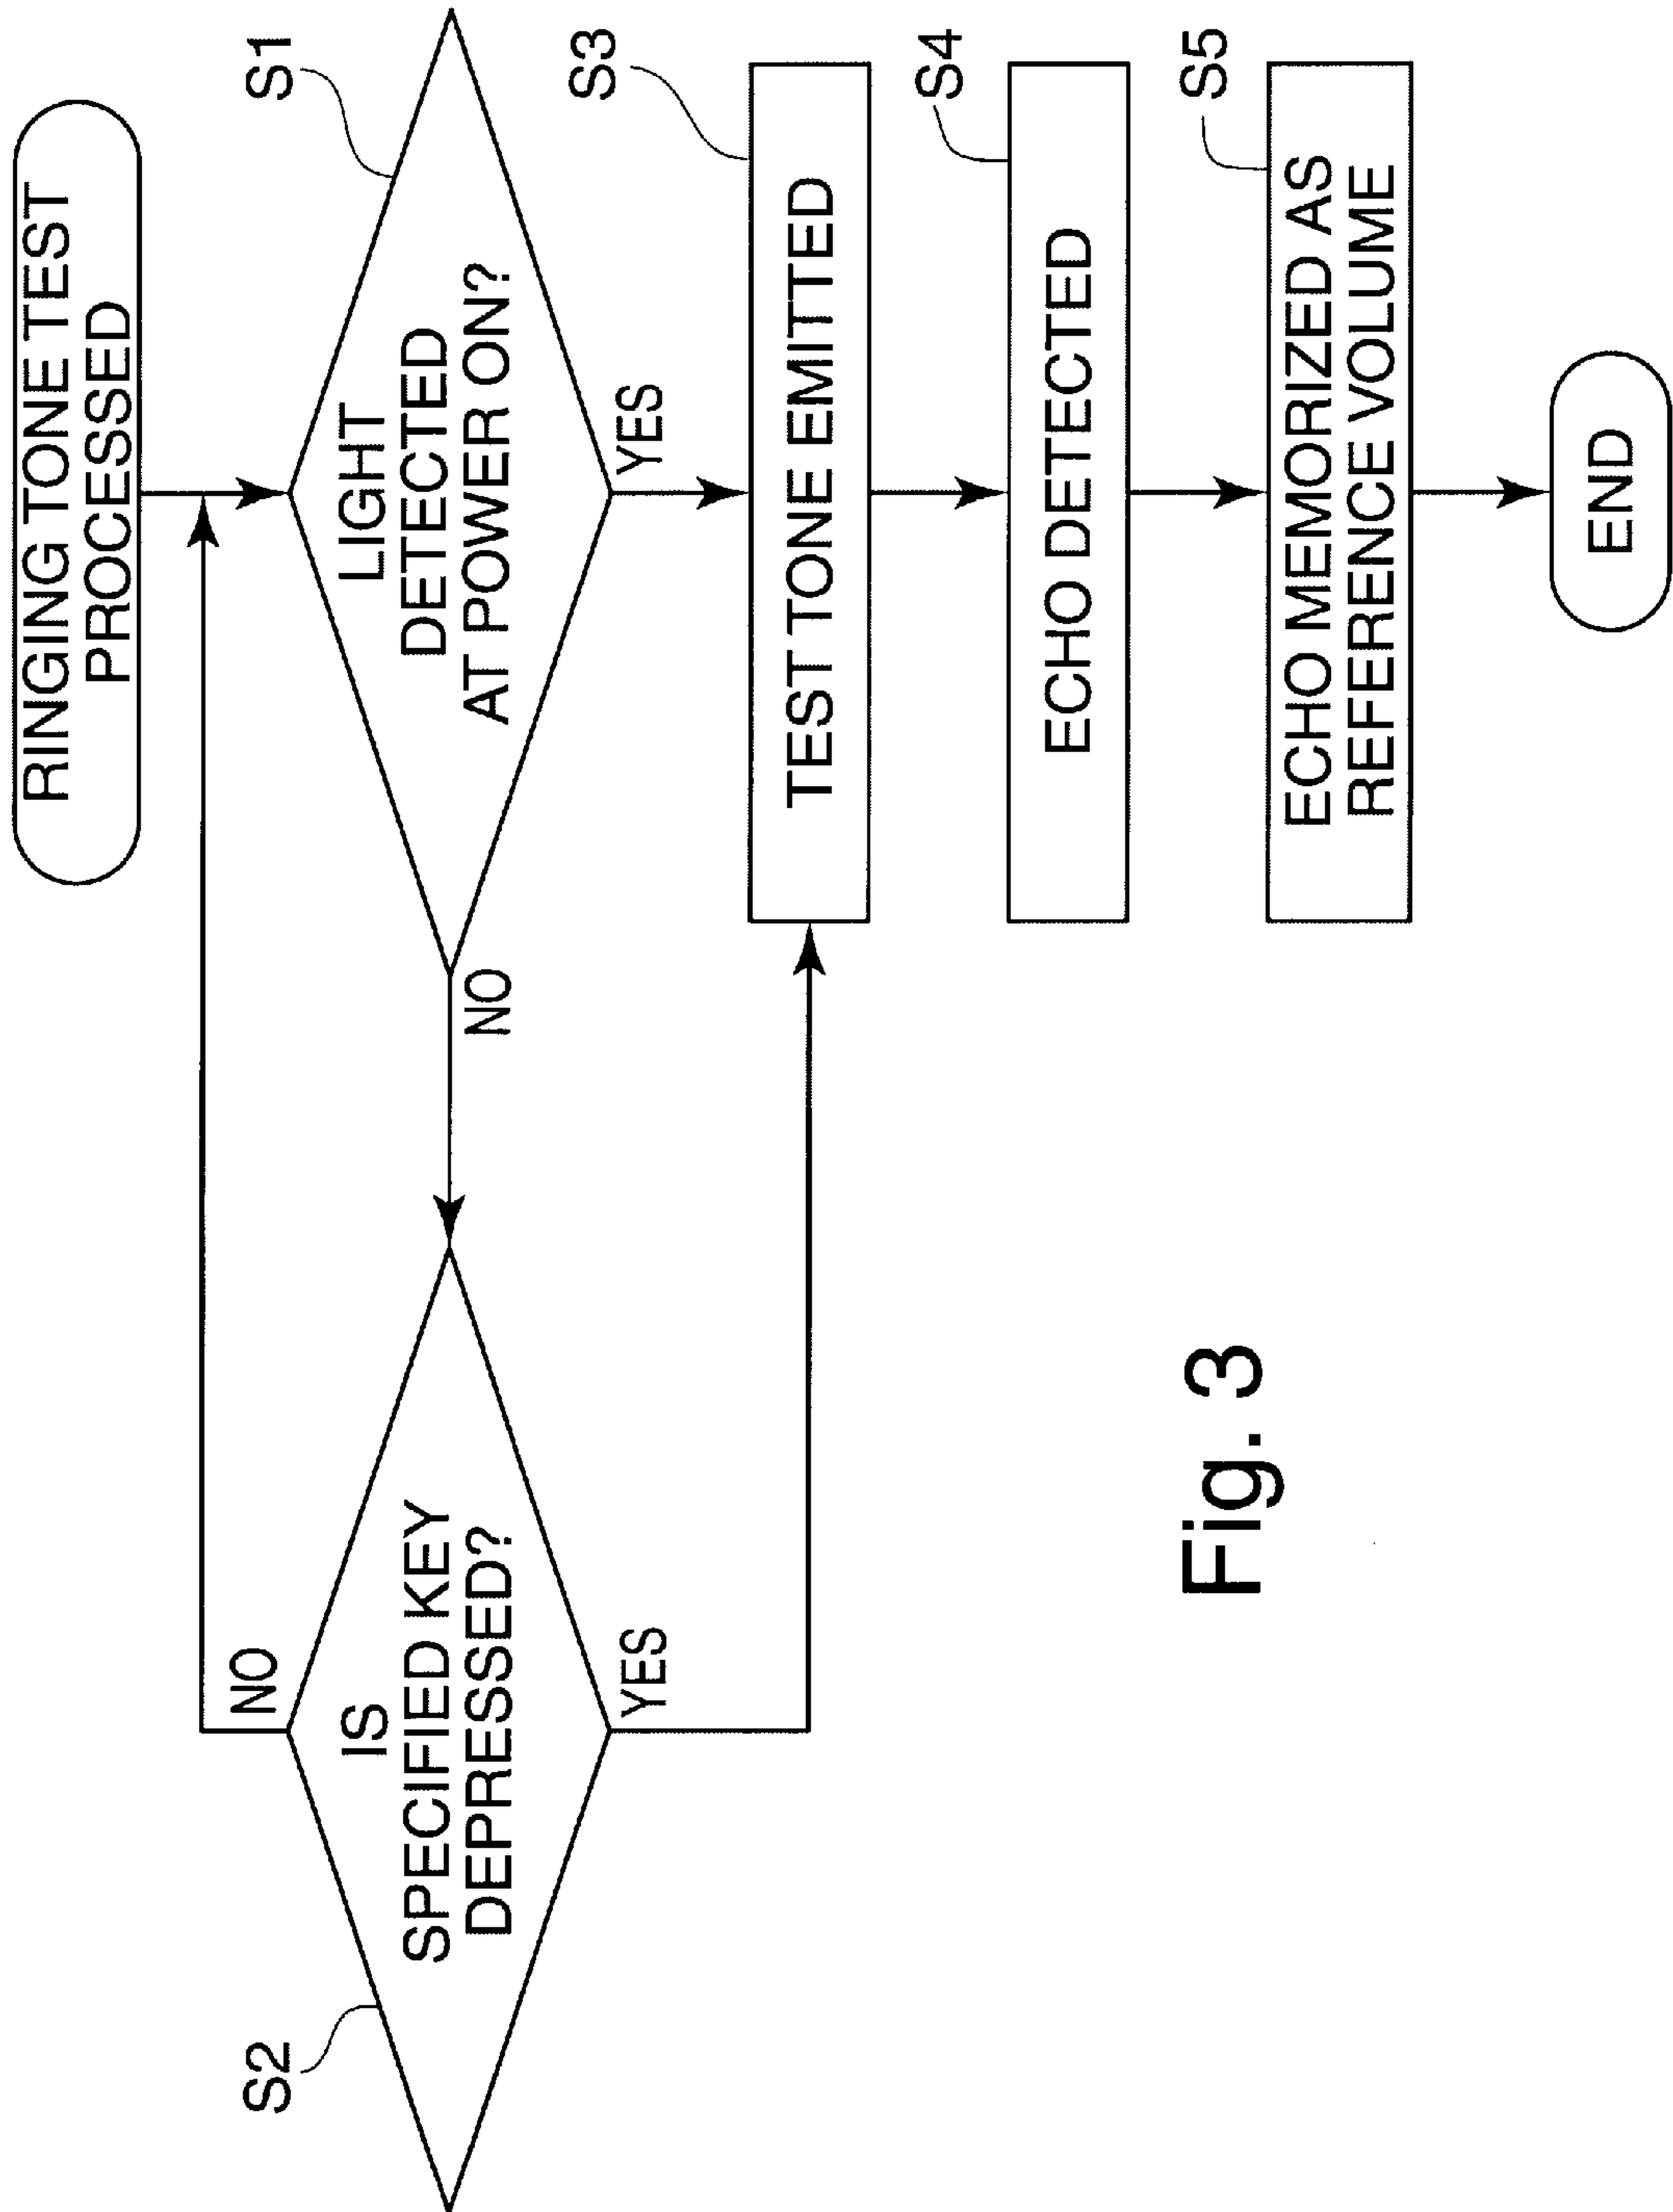 RINGING TONE TEST
PROCESSED
S1
LIGHT
DETECTED
AT POWER ON?
NO
YES
S2
IS
SPECIFIED KEY
DEPRESSED?
NO
YES
S3
TEST TONE EMITTED
S4
ECHO DETECTED
S5
ECHO MEMORIZED AS
REFERENCE VOLUME
END
Fig. 3